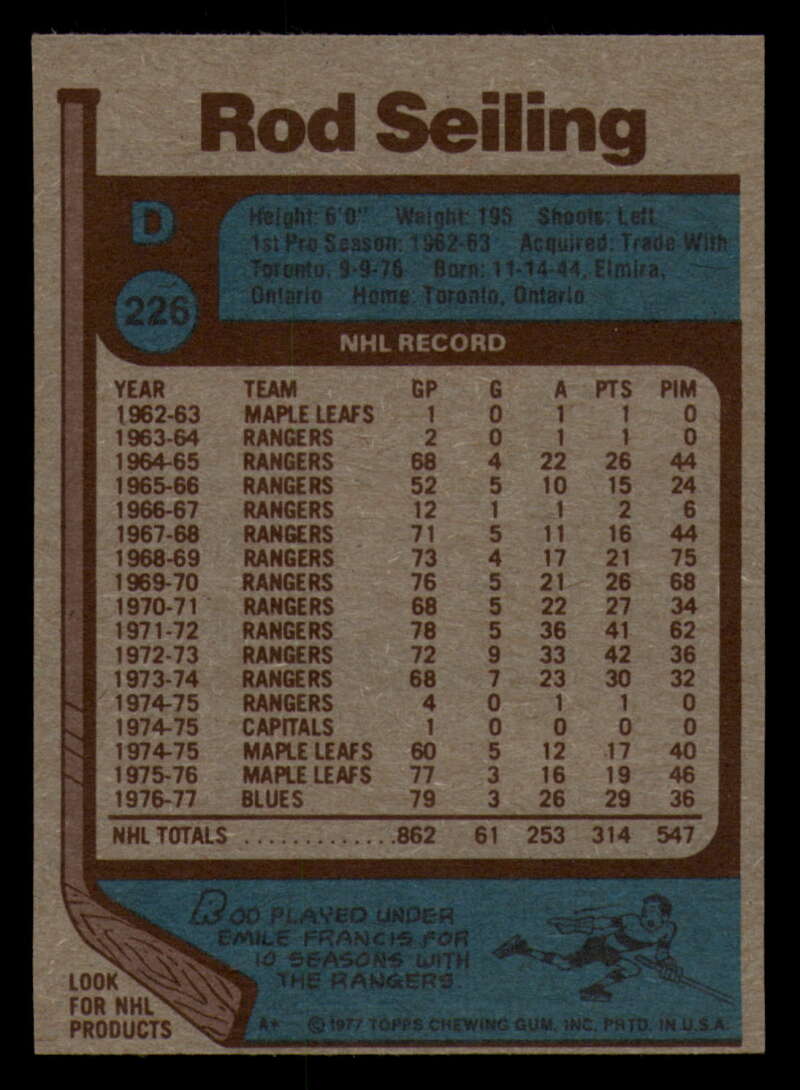 Rod Seiling
D
Height: 6'0" Weight: 195 Shoots: Left
1st Pro Season: 1962-63 Acquired: Trade With
Toronto, 9-9-76 Born: 11-14-44, Elmira,
Ontario Home: Toronto, Ontario
226
NHL RECORD
YEAR TEAM GP G A PTS PIM
1962-63 MAPLE LEAFS 1 0 1 1 0
1963-64 RANGERS 2 0 1 1 0
1964-65 RANGERS 68 4 22 26 44
1965-66 RANGERS 52 5 10 15 24
1966-67 RANGERS 12 1 1 2 6
1967-68 RANGERS 71 5 11 16 44
1968-69 RANGERS 73 4 17 21 75
1969-70 RANGERS 76 5 21 26 68
1970-71 RANGERS 68 5 22 27 34
1971-72 RANGERS 78 5 36 41 62
1972-73 RANGERS 72 9 33 42 36
1973-74 RANGERS 68 7 23 30 32
1974-75 RANGERS 4 0 1 1 0
1974-75 CAPITALS 1 0 0 0 0
1974-75 MAPLE LEAFS 60 5 12 17 40
1975-76 MAPLE LEAFS 77 3 16 19 46
1976-77 BLUES 79 3 26 29 36
NHL TOTALS .............862 61 253 314 547
ROD PLAYED UNDER
EMILE FRANCIS FOR
10 SEASONS WITH
THE RANGERS.
LOOK
FOR NHL
PRODUCTS
A+ © 1977 TOPPS CHEWING GUM, INC. PRTD. IN U.S.A.